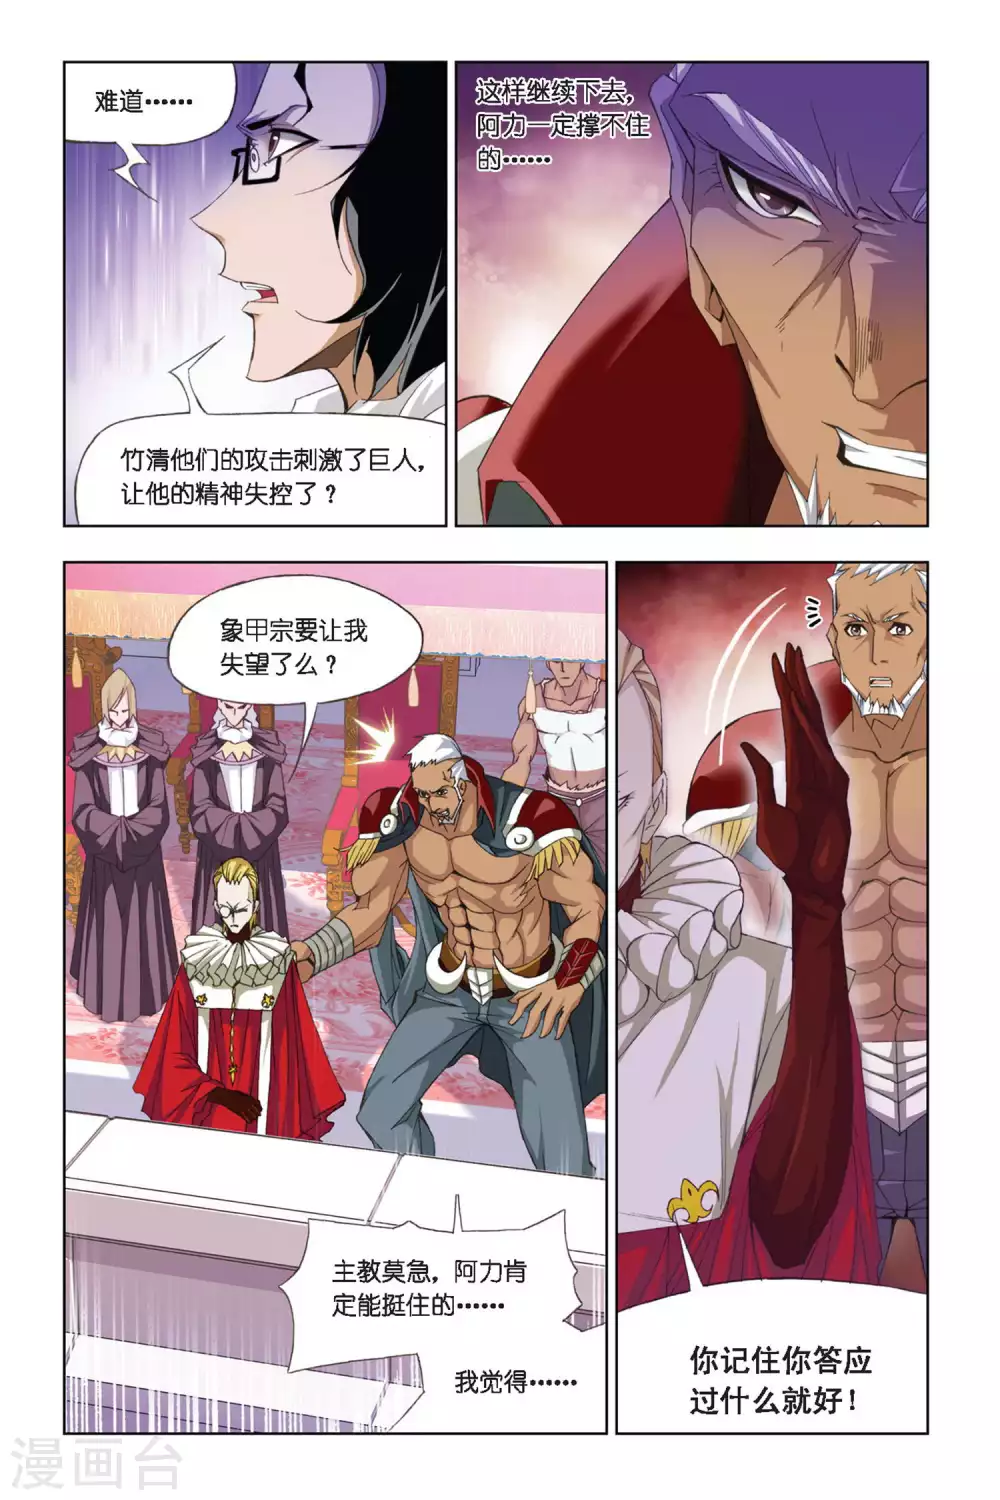 难道……
竹清他们的攻击刺激了巨人，
让他的精神失控了？
这样继续下去，
阿力一定撑不住
的……
象甲宗要让我
失望了么？
主教莫急，阿力肯
定能挺住的……
我觉得……
你记住你答应
过什么就好！
漫画台